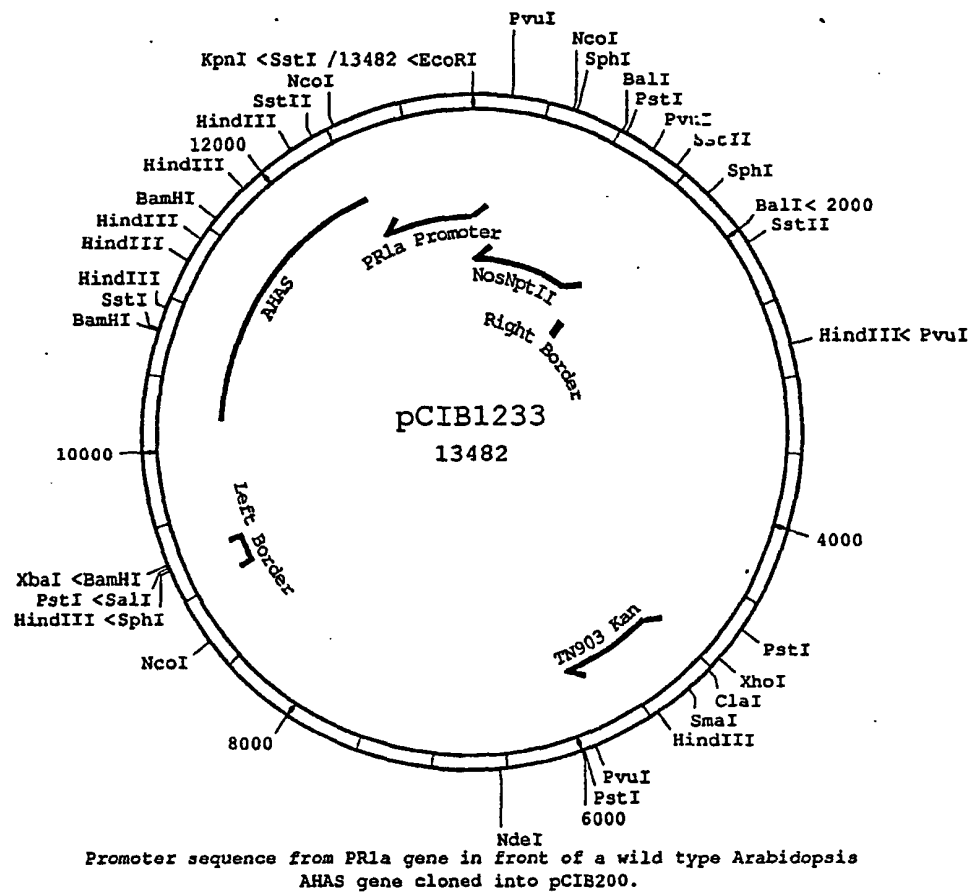 PvuI
NcoI
SphI
KpnI <SstI /13482 <EcoRI
NcoI
BalI
SstII
PstI
HindIII
PvuI
12000
SstII
HindIII
SphI
BamHI
BalI< 2000
HindIII
SstII
HindIII
PR1a Promoter
NosNptII
HindIII
AHAS
SstI
BamHI
Right Border
HindIII< PvuI
pCIB1233
13482
10000
Left Border
4000
XbaI <BamHI
PstI <SalI
HindIII <SphI
TN903 Kan
PstI
NcoI
XhoI
ClaI
SmaI
HindIII
8000
PvuI
PstI
6000
NdeI
Promoter sequence from PR1a gene in front of a wild type Arabidopsis
AHAS gene cloned into pCIB200.